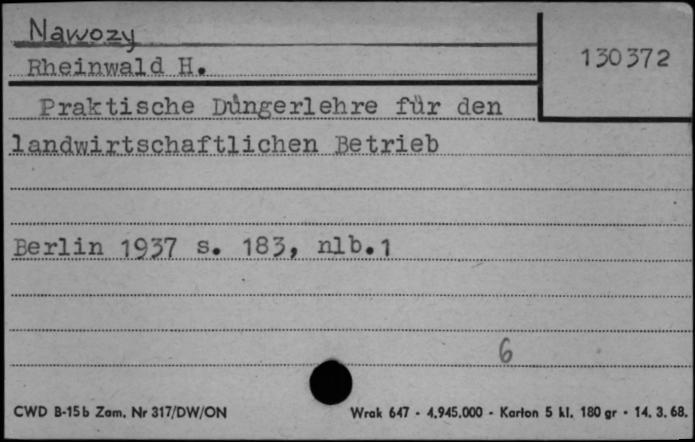 Nawozy
130372
Rheinwald H.
Praktische Düngerlehre für den
landwirtschaftlichen Betrieb
Berlin 1937 s. 183, nlb.1
6
CWD B-15b Zam. Nr 317/DW/ON
Wrak 647 - 4.945.000 - Karton 5 kl. 180 gr - 14. 3. 68.